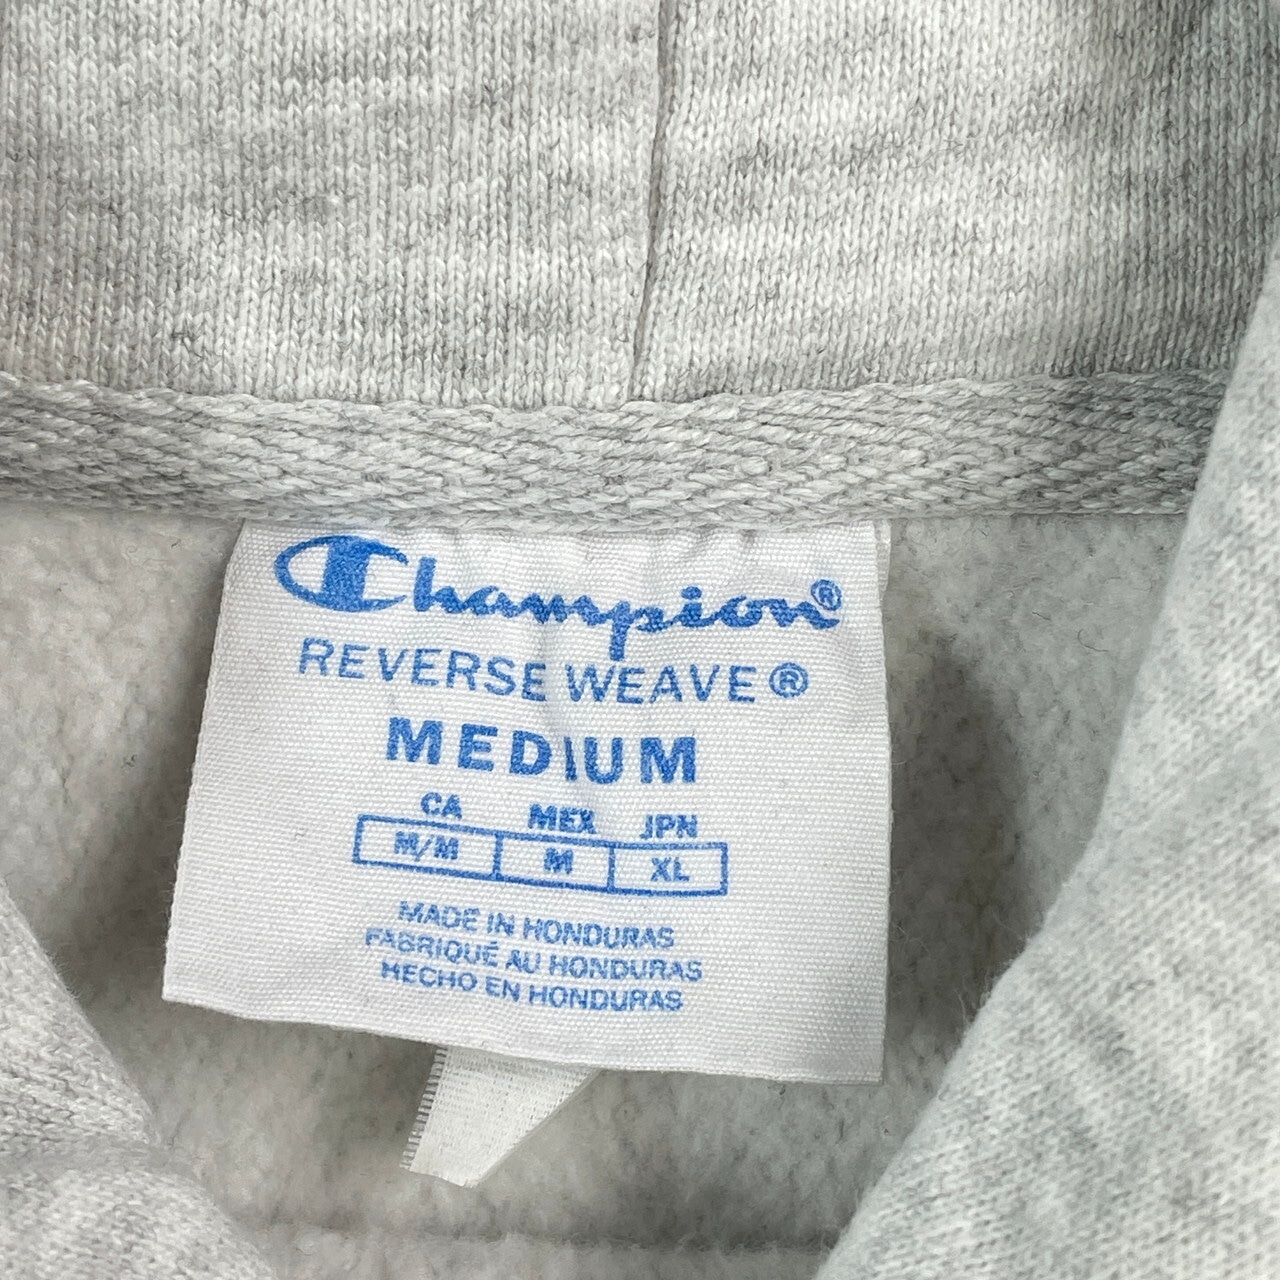 Champion®
REVERSE WEAVE®
MEDIUM
CA MEX JPN
M/M M XL
MADE IN HONDURAS
FABRIQUÉ AU HONDURAS
HECHO EN HONDURAS